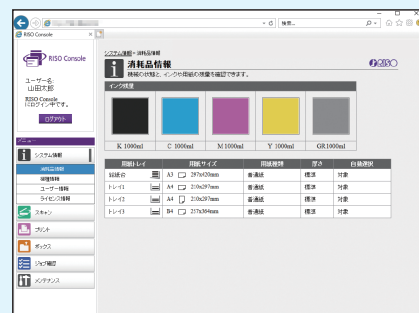 検索...
RISO Console
RISO Console
ユーザー名:
山田太郎
RISO Console
にログイン中です。
ログアウト
メニュー
システム情報
消耗品情報
機種情報
ユーザー情報
ライセンス情報
スキャン
プリント
ボックス
ジョブ確認
メンテナンス
システム情報 > 消耗品情報
消耗品情報
機械の状態と、インクや用紙の残量を確認できます。
RISO
インク残量
K 1000ml
C 1000ml
M 1000ml
Y 1000ml
GR1000ml
用紙トレイ 用紙サイズ 用紙種類 厚さ 自動選択
給紙台 A3 297x420mm 普通紙 標準 対象
トレイ1 A4 210x297mm 普通紙 標準 対象
トレイ2 A4 210x297mm 普通紙 標準 対象
トレイ3 B4 257x364mm 普通紙 標準 対象